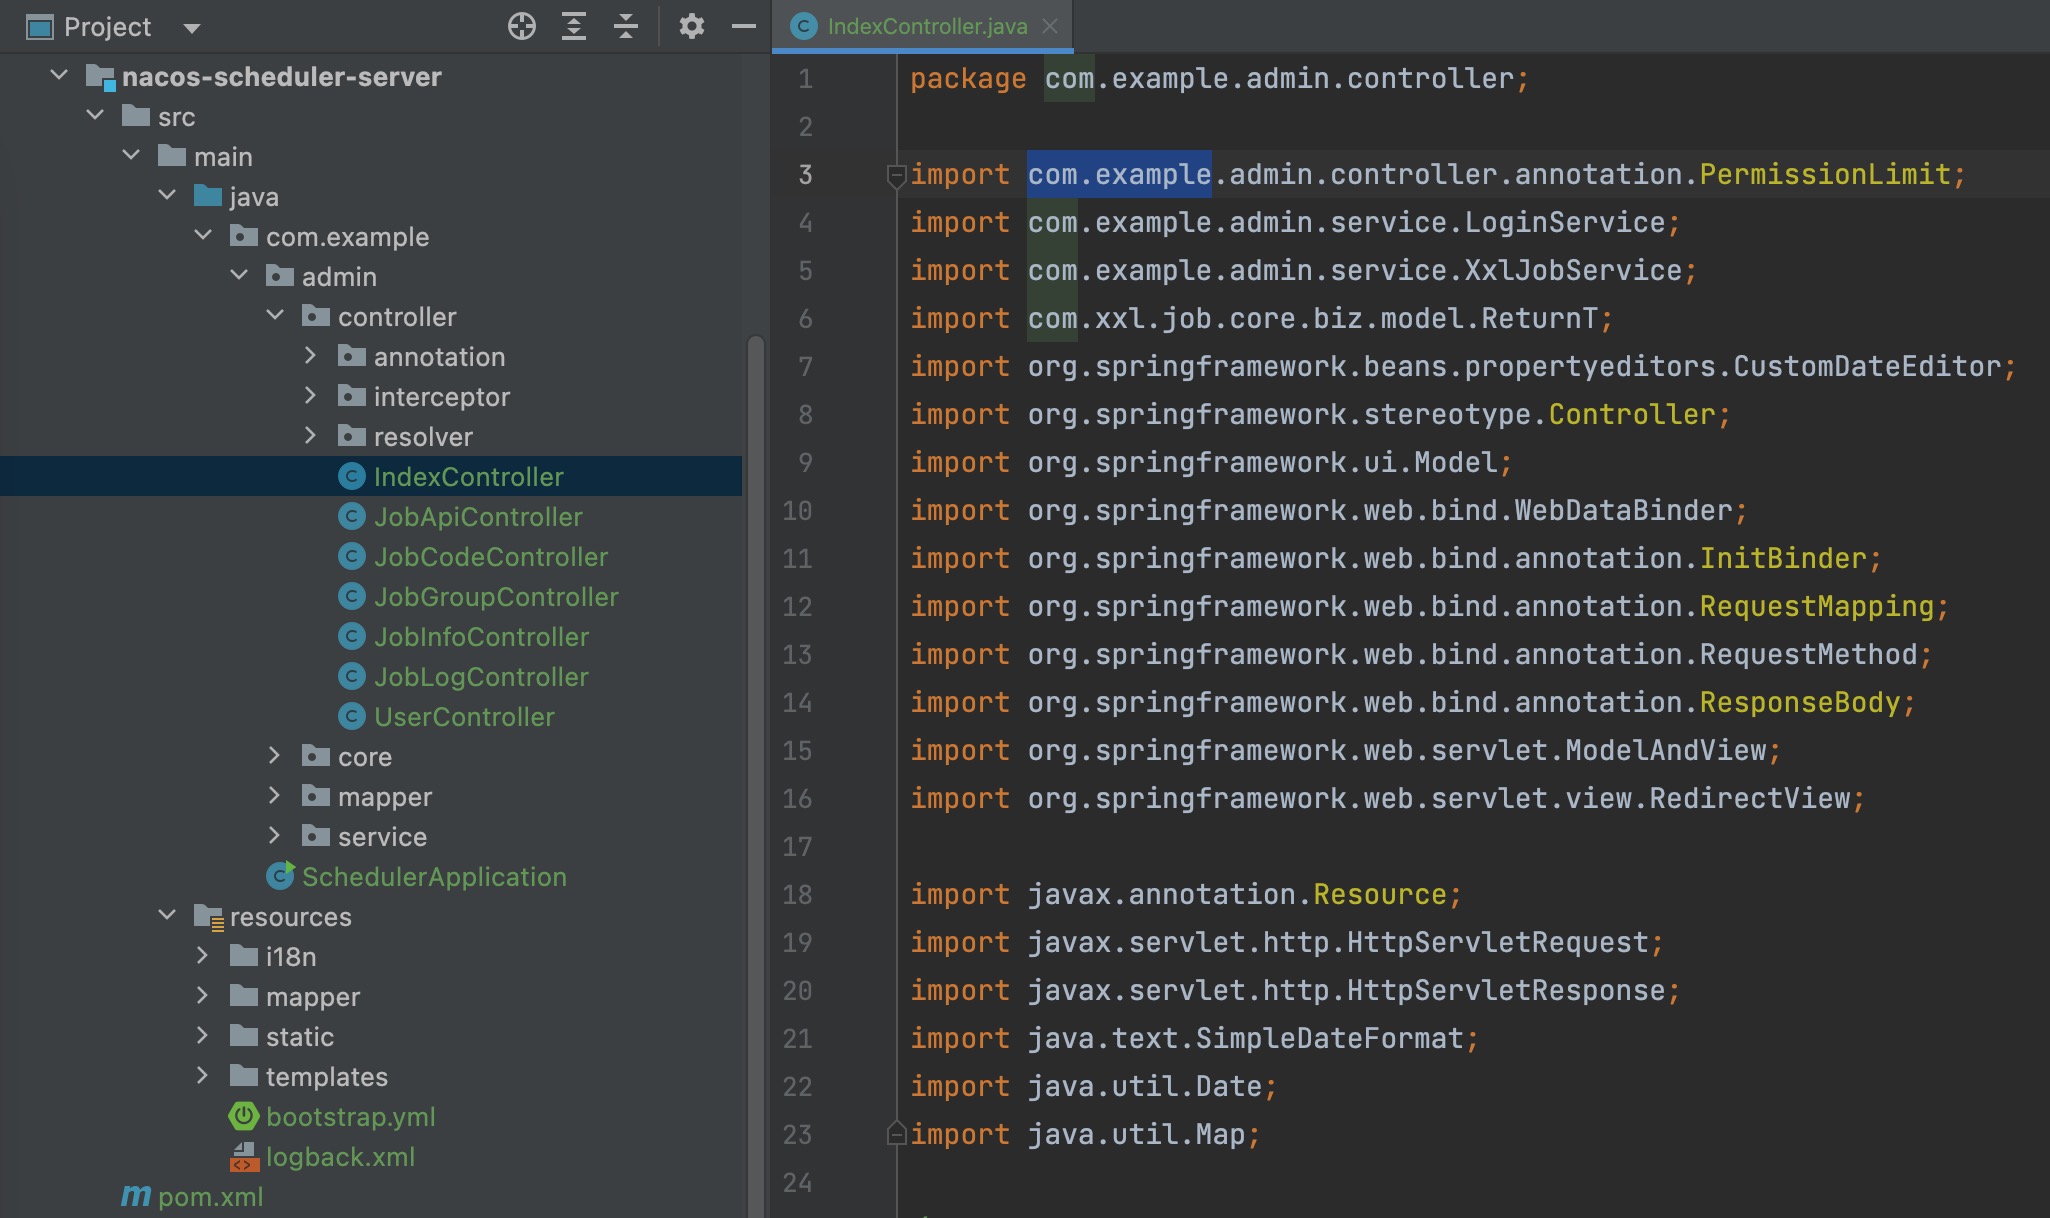 Project
nacos-scheduler-server
src
main
java
com.example
admin
controller
annotation
interceptor
resolver
IndexController
JobApiController
JobCodeController
JobGroupController
JobInfoController
JobLogController
UserController
core
mapper
service
SchedulerApplication
resources
i18n
mapper
static
templates
bootstrap.yml
logback.xml
pom.xml
IndexController.java
1 package com.example.admin.controller;
2
3 import com.example.admin.controller.annotation.PermissionLimit;
4 import com.example.admin.service.LoginService;
5 import com.example.admin.service.XxlJobService;
6 import com.xxl.job.core.biz.model.ReturnT;
7 import org.springframework.beans.propertyeditors.CustomDateEditor;
8 import org.springframework.stereotype.Controller;
9 import org.springframework.ui.Model;
10 import org.springframework.web.bind.WebDataBinder;
11 import org.springframework.web.bind.annotation.InitBinder;
12 import org.springframework.web.bind.annotation.RequestMapping;
13 import org.springframework.web.bind.annotation.RequestMethod;
14 import org.springframework.web.bind.annotation.ResponseBody;
15 import org.springframework.web.servlet.ModelAndView;
16 import org.springframework.web.servlet.view.RedirectView;
17
18 import javax.annotation.Resource;
19 import javax.servlet.http.HttpServletRequest;
20 import javax.servlet.http.HttpServletResponse;
21 import java.text.SimpleDateFormat;
22 import java.util.Date;
23 import java.util.Map;
24